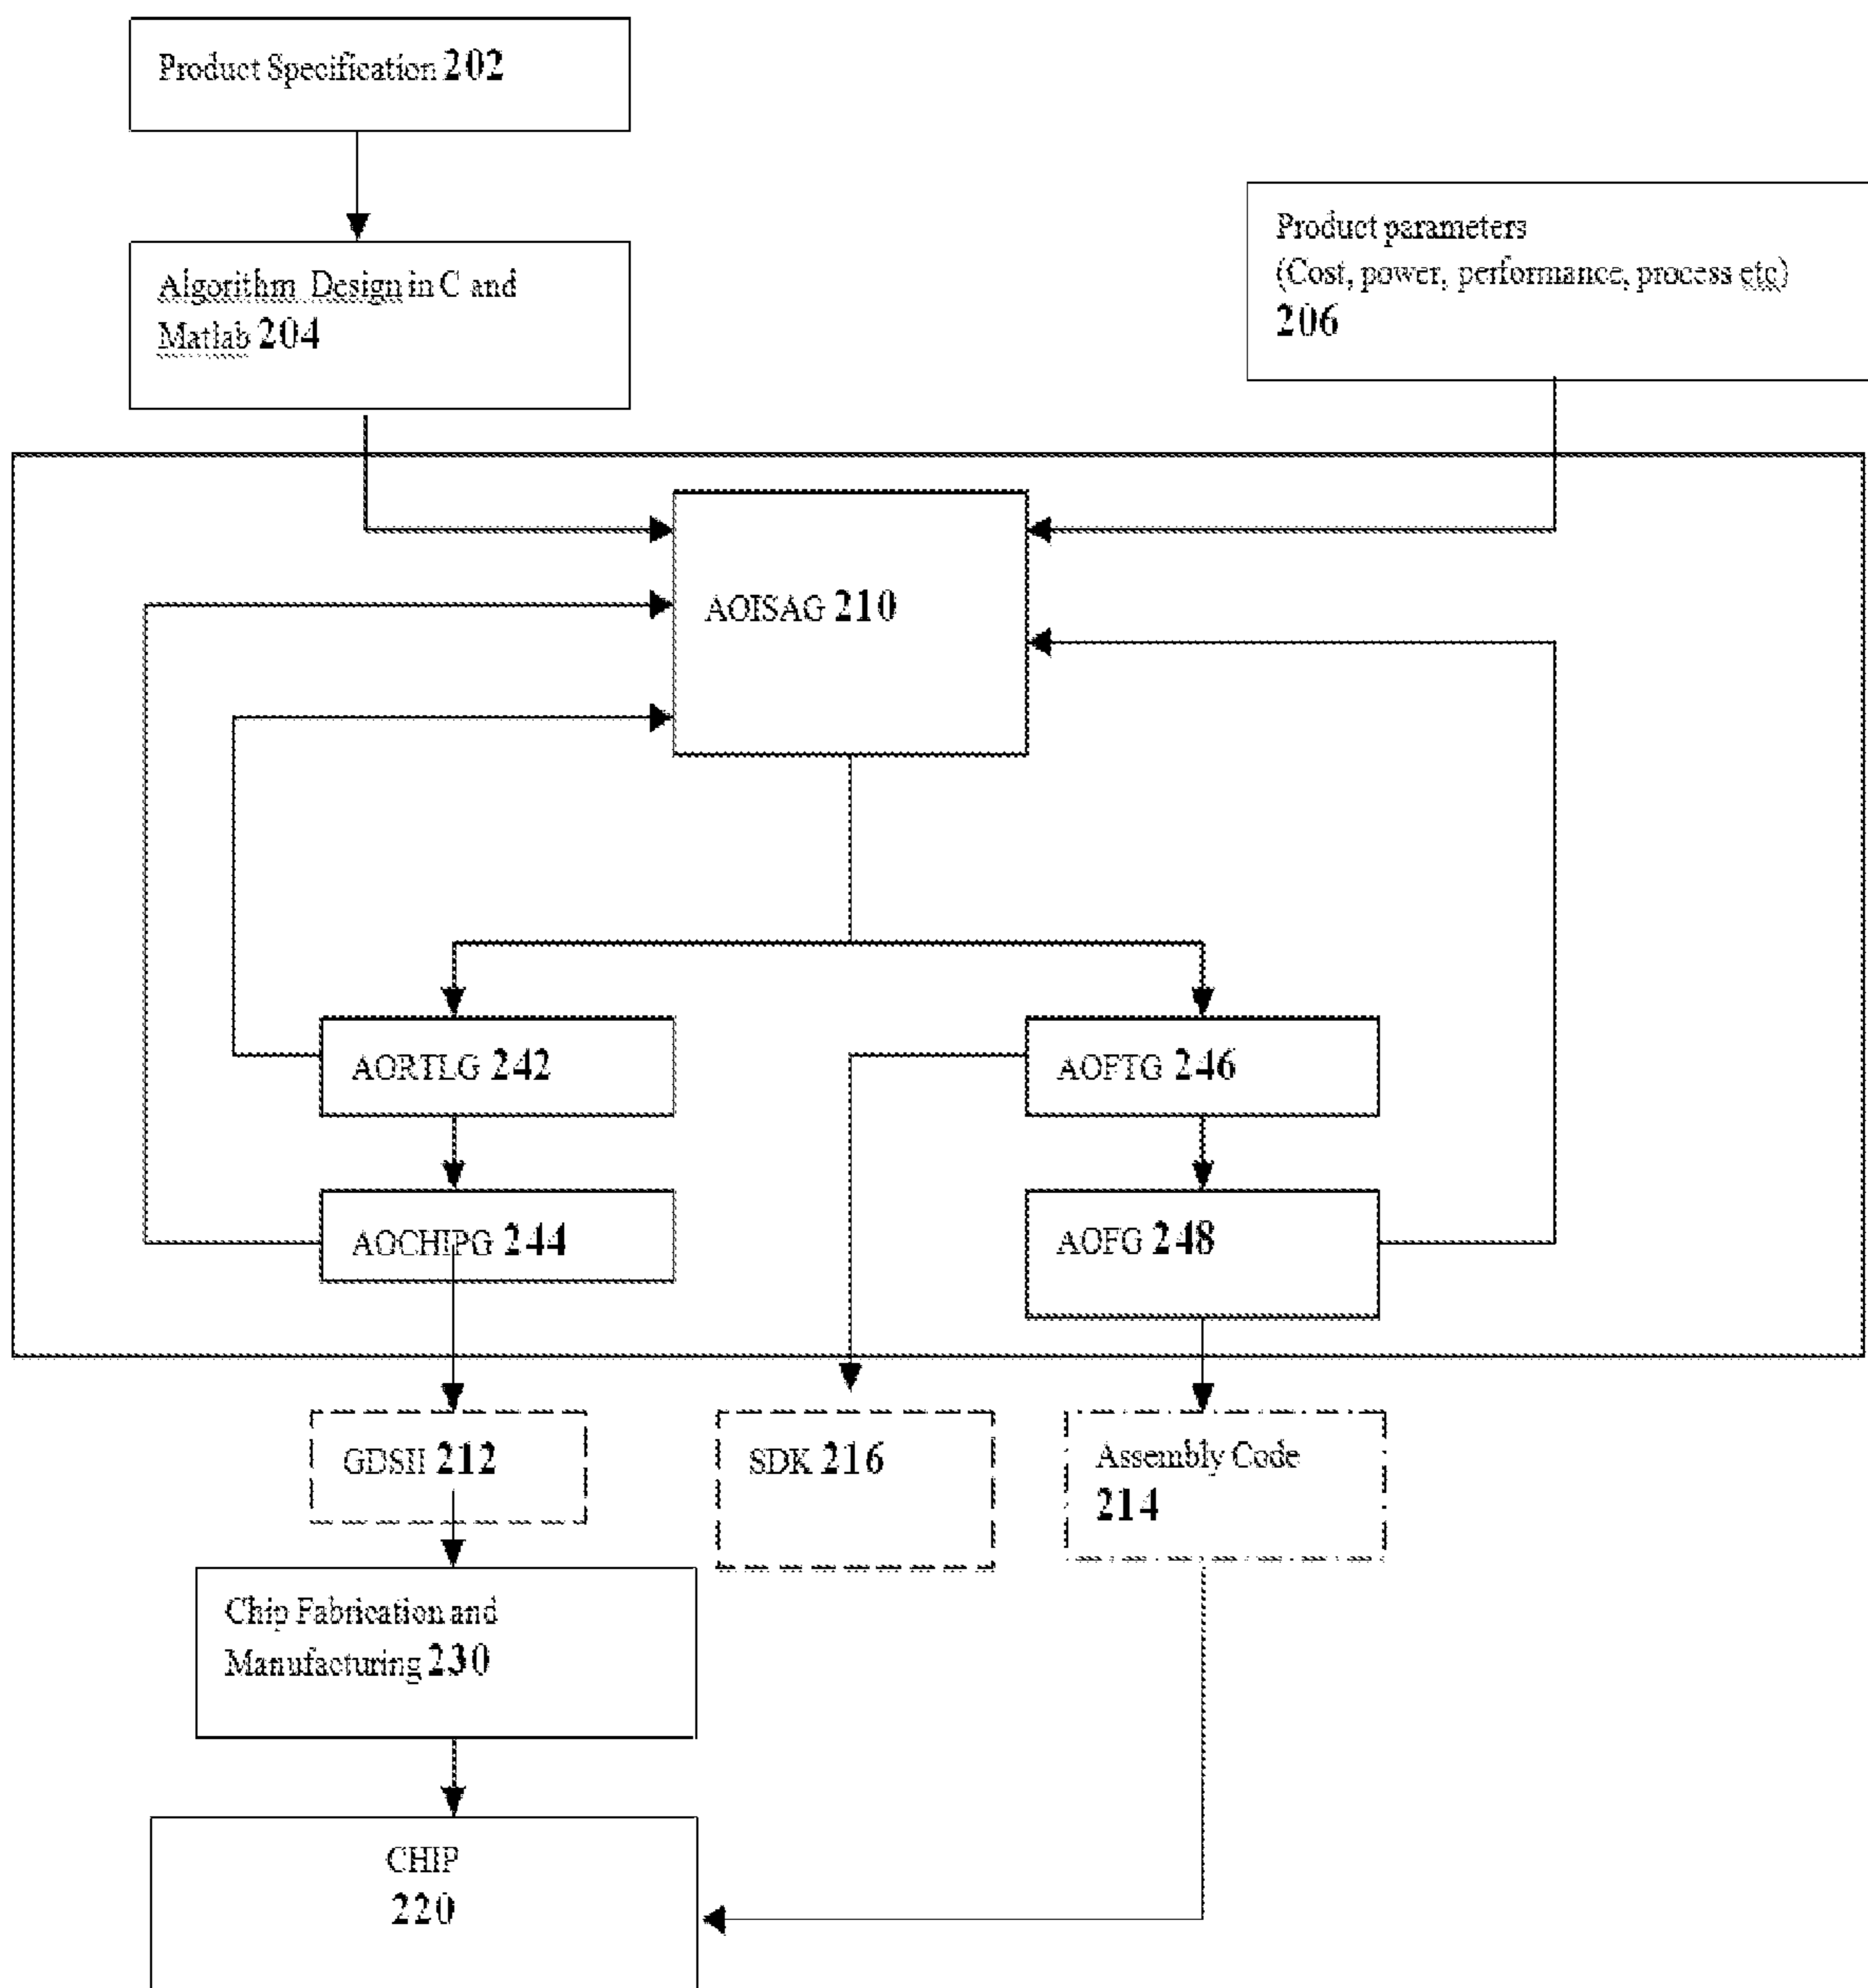 Product Specification 202
Algorithm Design in C and
Matlab 204
Product parameters
(Cost, power, performance, process etc)
206
AOISAG 210
AORTLG 242
AOFTG 246
AOCHIPG 244
AOFG 248
GDSII 212
SDK 216
Assembly Code
214
Chip Fabrication and
Manufacturing 230
CHIP
220